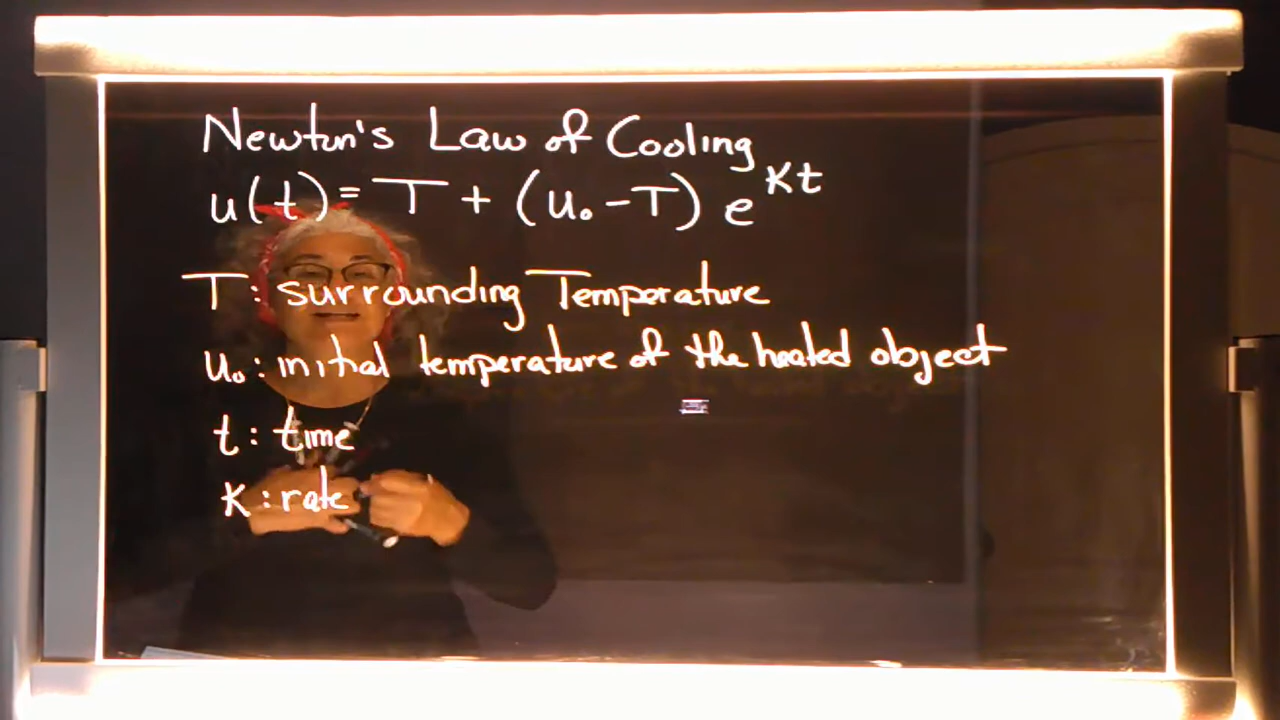 Newton's Law of Cooling
u(t) = T + (u₀ - T) e^Kt
T: surrounding Temperature
u₀: initial temperature of the heated object
t: time
K: rate